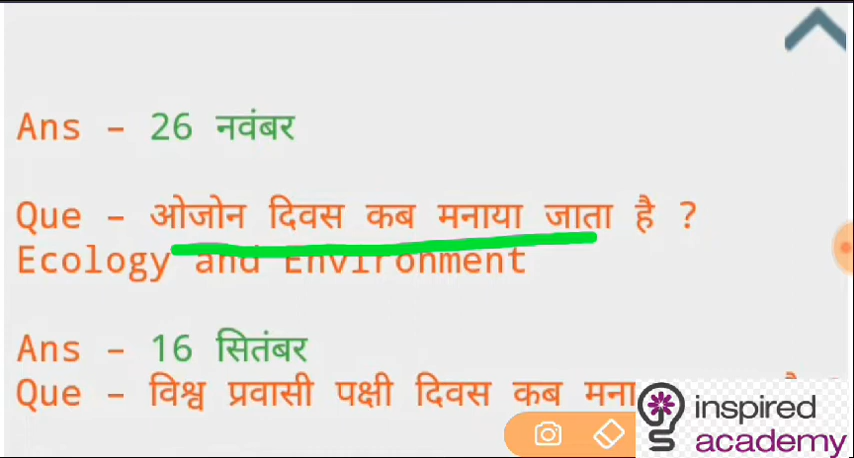 Ans - 26 नवंबर
Que - ओजोन दिवस कब मनाया जाता है ?
Ecology and Environment
Ans - 16 सितंबर
Que - विश्व प्रवासी पक्षी दिवस कब मना
inspired
academy